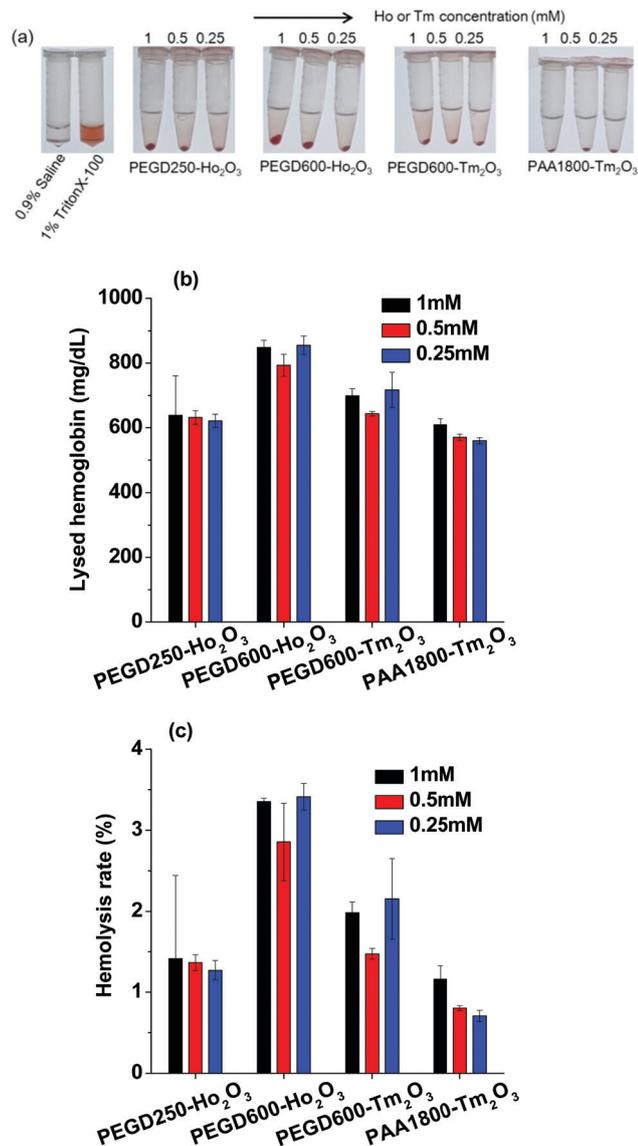 Ho or Tm concentration (mM)
(a)
1 0.5 0.25
1 0.5 0.25
1 0.5 0.25
1 0.5 0.25
0.9% Saline
1% TritonX-100
PEGD250-Ho₂O₃
PEGD600-Ho₂O₃
PEGD600-Tm₂O₃
PAA1800-Tm₂O₃
(b)
1000
800
600
400
200
0
Lysed hemoglobin (mg/dL)
1mM
0.5mM
0.25mM
PEGD250-Ho₂O₃
PEGD600-Ho₂O₃
PEGD600-Tm₂O₃
PAA1800-Tm₂O₃
(c)
4
3
2
1
0
Hemolysis rate (%)
1mM
0.5mM
0.25mM
PEGD250-Ho₂O₃
PEGD600-Ho₂O₃
PEGD600-Tm₂O₃
PAA1800-Tm₂O₃